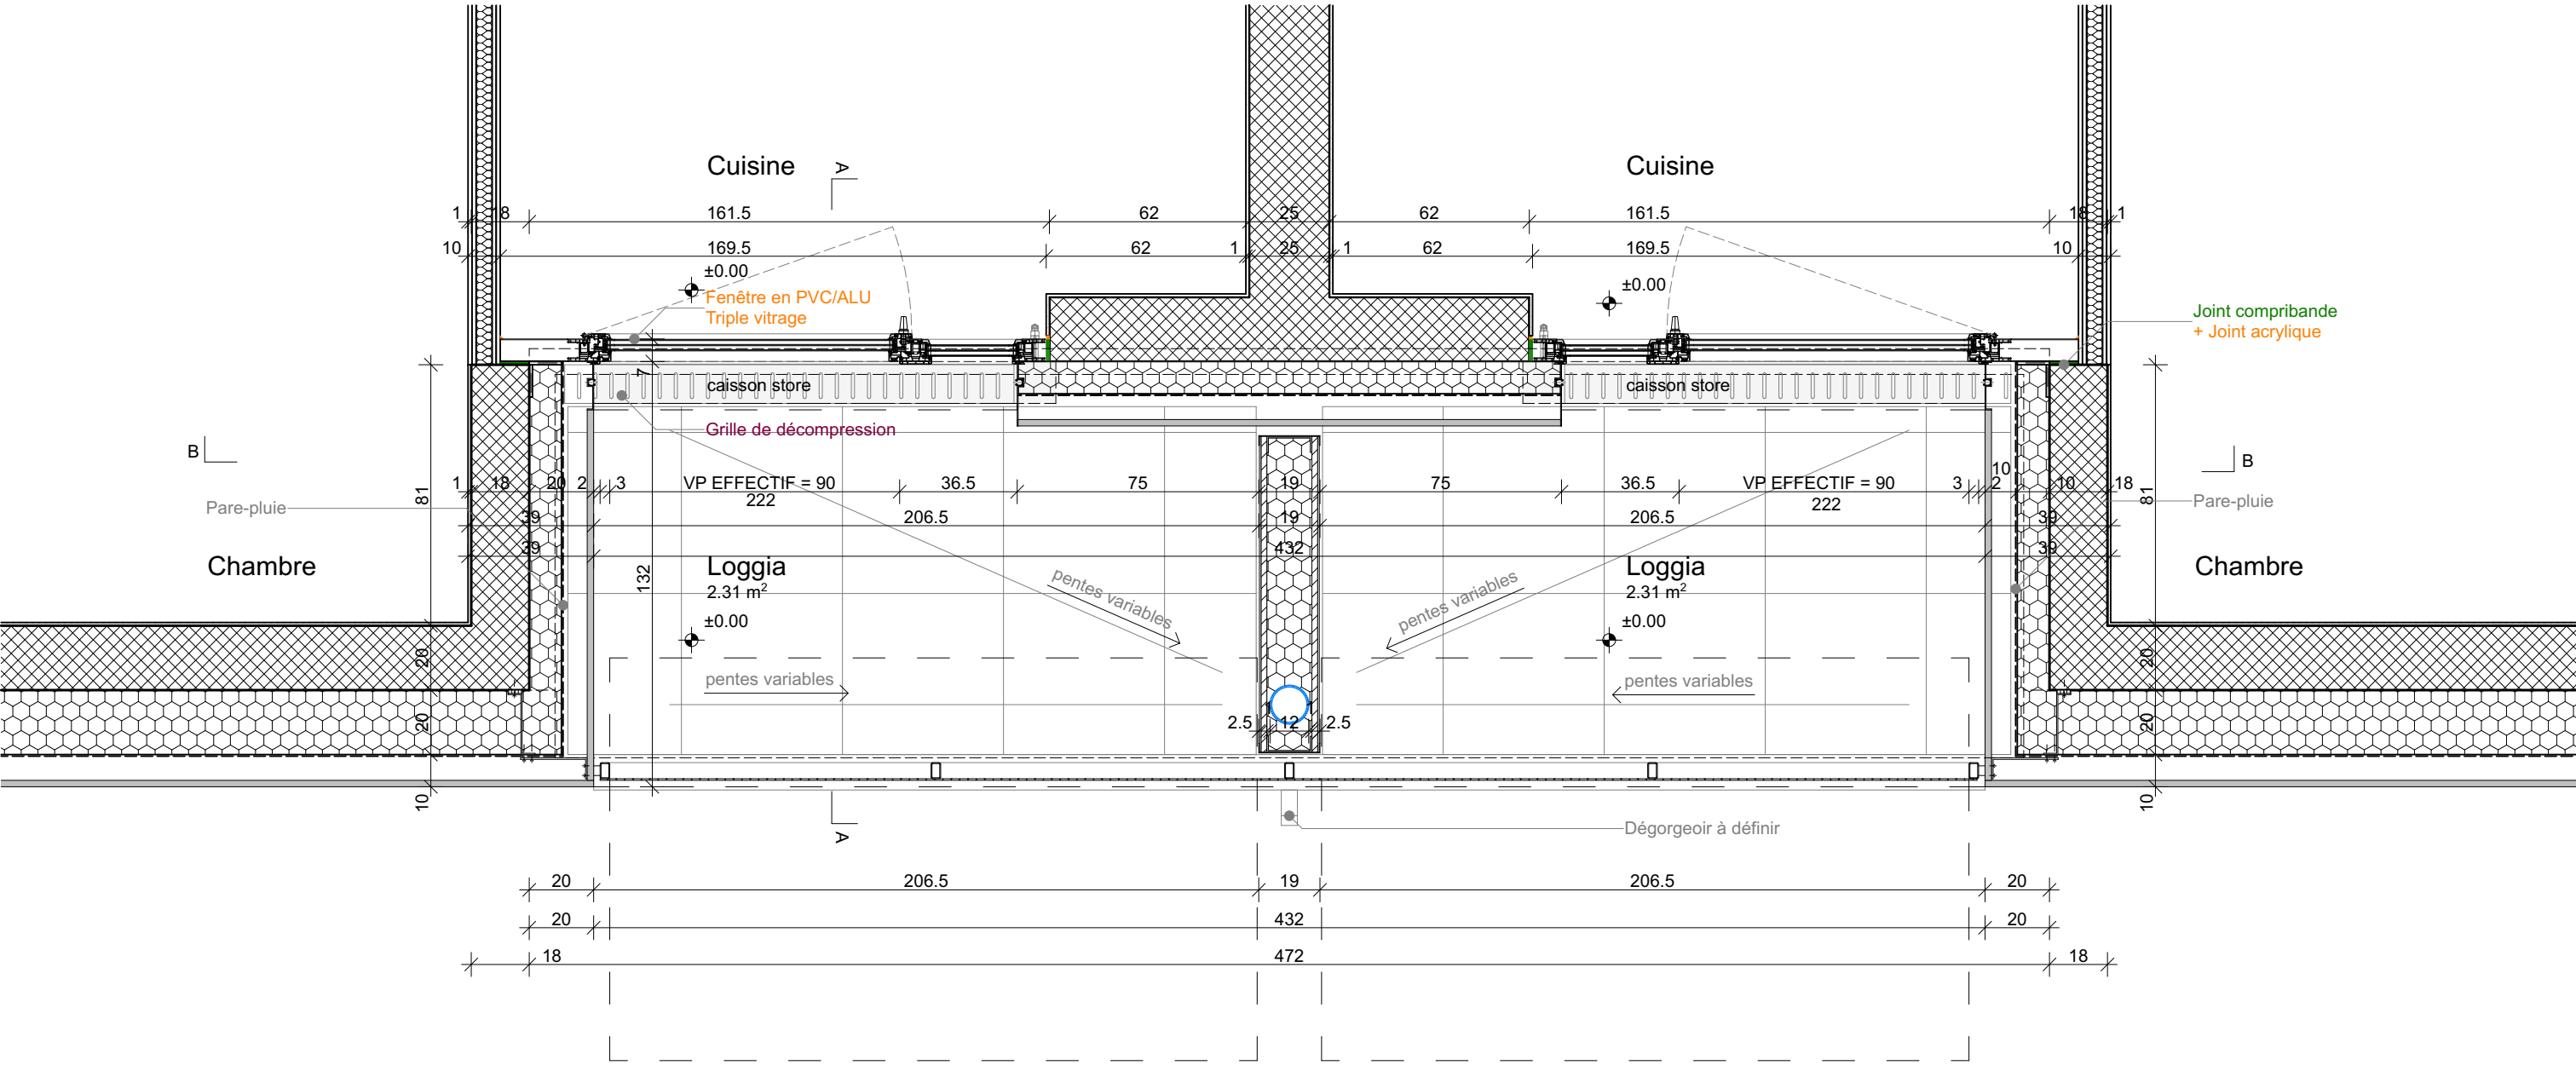 Cuisine
A
Cuisine
1 18 161.5 62 25 62 161.5 18 1
10 169.5 62 1 25 1 62 169.5 10
±0.00
±0.00
Fenêtre en PVC/ALU
Triple vitrage
Joint compribande
+ Joint acrylique
7
caisson store
caisson store
Grille de décompression
B
B
81
1 18 20 2 3 VP EFFECTIF = 90 36.5 75 19 75 36.5 VP EFFECTIF = 90 3 2 10 10 18
222
222
81
Pare-pluie
Pare-pluie
39 206.5 19 206.5 39
39 432 39
Chambre
132
Loggia
2.31 m²
±0.00
pentes variables
pentes variables
Loggia
2.31 m²
±0.00
Chambre
20
20
pentes variables
pentes variables
20
2.5 1 12 1 2.5
20
10
10
A
Dégorgeoir à définir
20 206.5 19 206.5 20
20 432 20
18 472 18